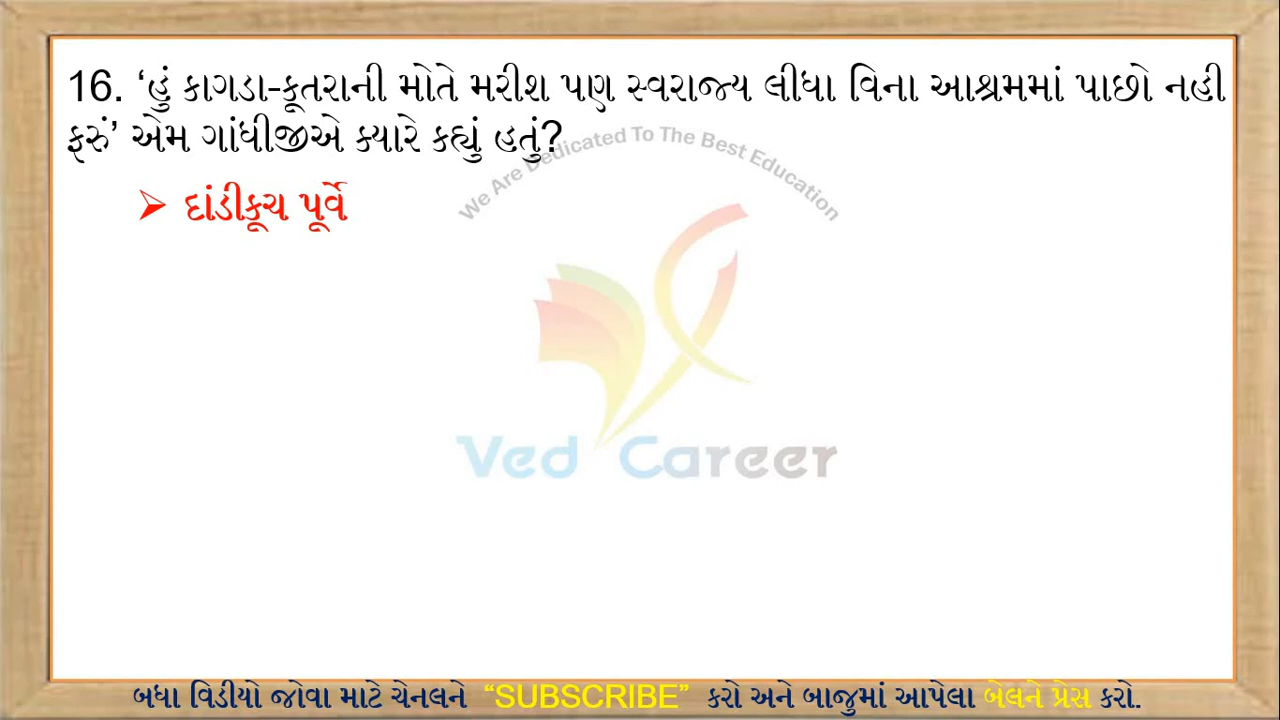 16. ‘હું કાગડા-કૂતરાની મોતે મરીશ પણ સ્વરાજ્ય લીધા વિના આશ્રમમાં પાછો નહી
ફરું’ એમ ગાંધીજીએ ક્યારે કહ્યું હતું?
We Are Dedicated To The Best Education
➢ દાંડીકૂચ પૂર્વે
Ved Career
બધા વિડીયો જોવા માટે ચેનલને “SUBSCRIBE” કરો અને બાજુમાં આપેલા બેલને પ્રેસ કરો.